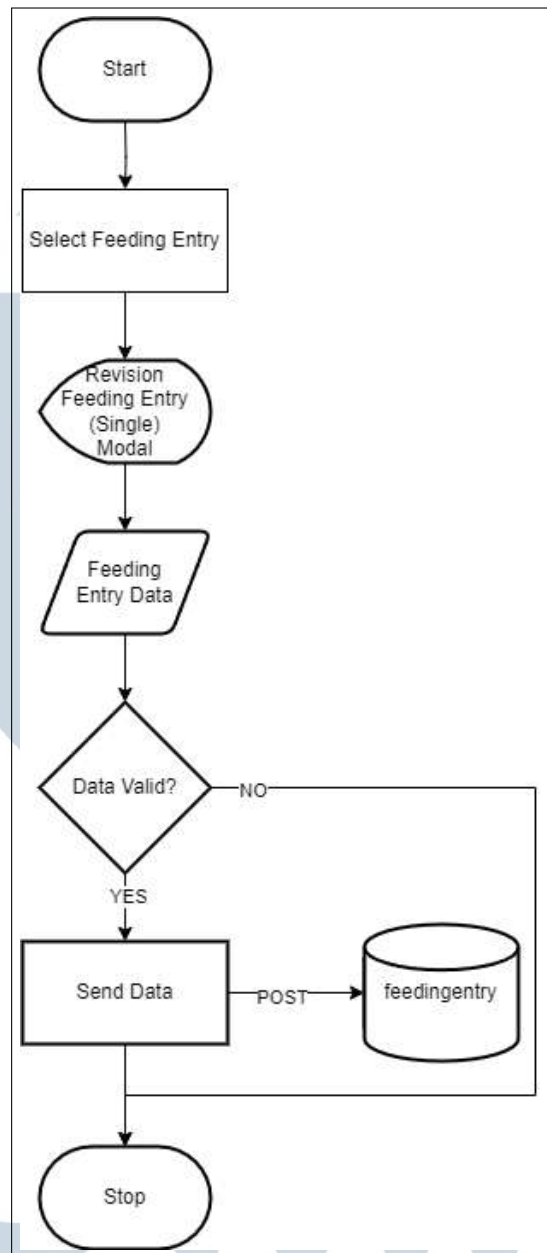 Start
Select Feeding Entry
Revision
Feeding Entry
(Single)
Modal
Feeding
Entry Data
Data Valid?
NO
YES
Send Data
POST
feedingentry
Stop